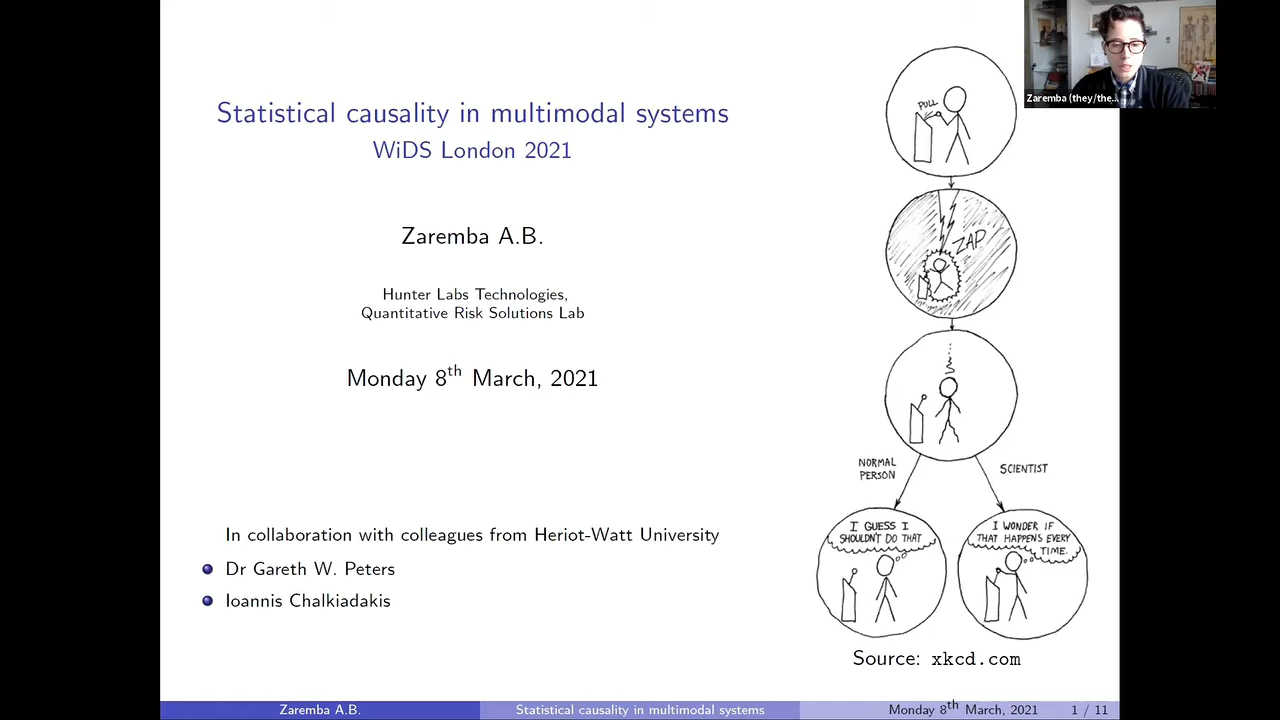 Statistical causality in multimodal systems
WiDS London 2021
Zaremba A.B.
Hunter Labs Technologies,
Quantitative Risk Solutions Lab
Monday 8th March, 2021
In collaboration with colleagues from Heriot-Watt University
Dr Gareth W. Peters
Ioannis Chalkiadakis
PULL
ZAP
NORMAL
PERSON
SCIENTIST
I GUESS I
SHOULDN'T DO THAT
I WONDER IF
THAT HAPPENS EVERY
TIME.
Source: xkcd.com
Zaremba (they/the...
Zaremba A.B.
Statistical causality in multimodal systems
Monday 8th March, 2021
1 / 11